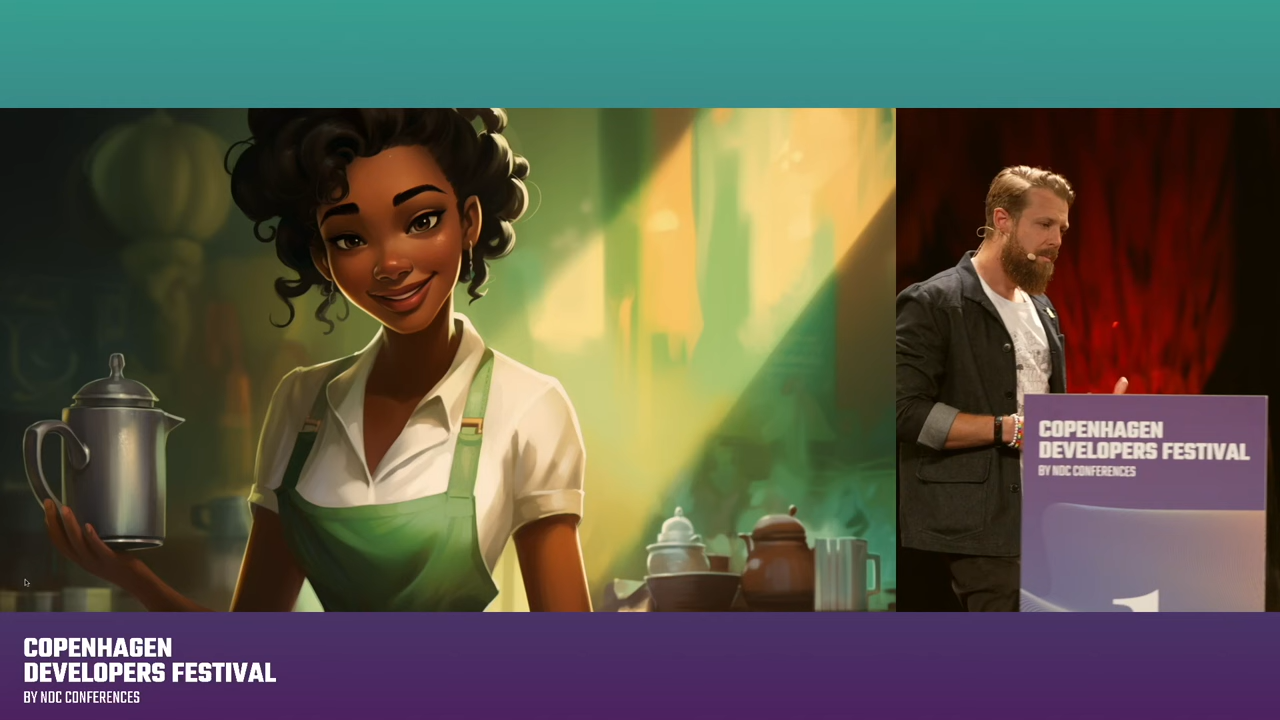 COPENHAGEN
DEVELOPERS FESTIVAL
BY NDC CONFERENCES
COPENHAGEN
DEVELOPERS FESTIVAL
BY NDC CONFERENCES